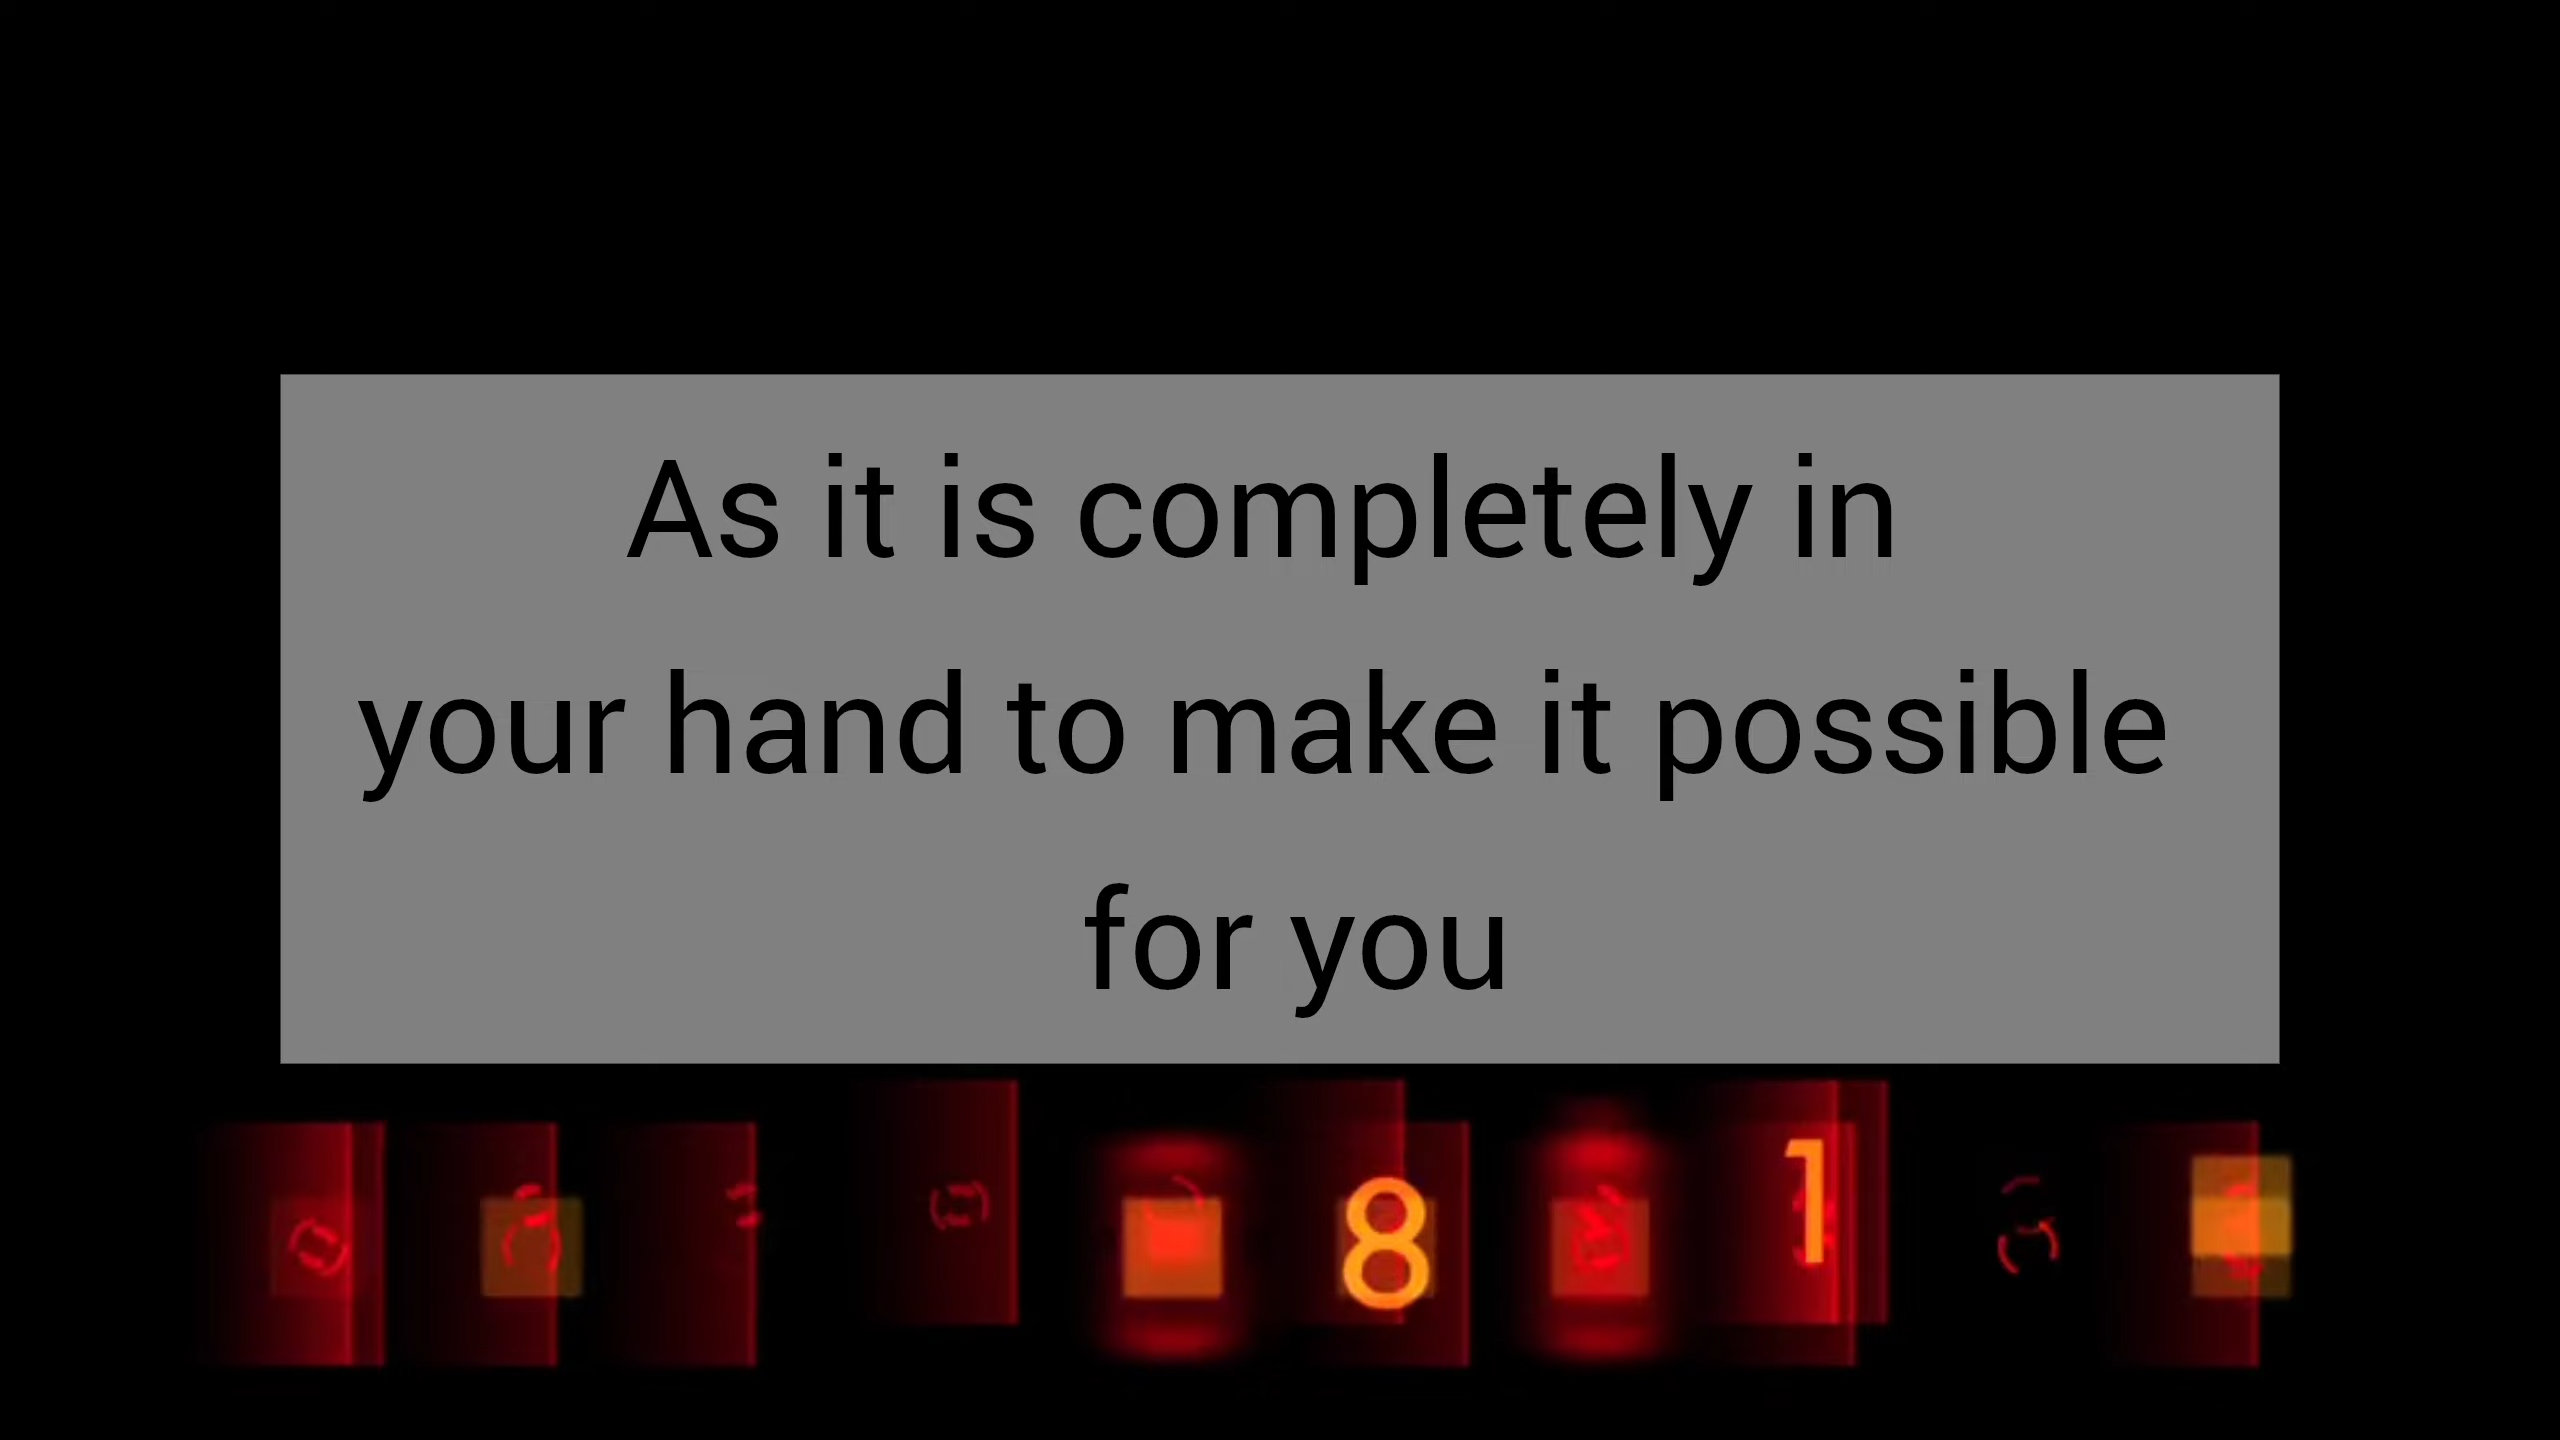 As it is completely in
your hand to make it possible
for you
8 1